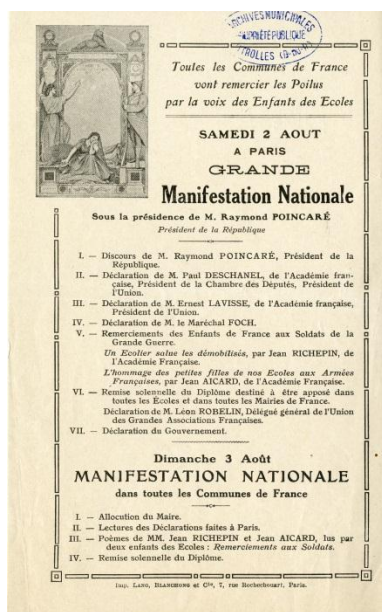 ARCHIVES MUNICIPALES
PROPRIÉTÉ PUBLIQUE
Toutes les Communes de France
vont remercier les Poilus
par la voix des Enfants des Ecoles
SAMEDI 2 AOUT
A PARIS
GRANDE
Manifestation Nationale
Sous la présidence de M. Raymond POINCARÉ
Président de la République
I. — Discours de M. Raymond POINCARÉ, Président de la
République.
II. — Déclaration de M. Paul DESCHANEL, de l'Académie fran-
çaise, Président de la Chambre des Députés, Président de
l'Union.
III. — Déclaration de M. Ernest LAVISSE, de l'Académie française,
Président de l'Union.
IV. — Déclaration de M. le Maréchal FOCH.
V. — Remerciements des Enfants de France aux Soldats de la
Grande Guerre.
Un Ecolier salue les démobilisés, par Jean RICHEPIN, de
l'Académie Française.
L'hommage des petites filles de nos Ecoles aux Armées
Françaises, par Jean AICARD, de l'Académie Française.
VI. — Remise solennelle du Diplôme destiné à être apposé dans
toutes les Ecoles et dans toutes les Mairies de France.
Déclaration de M. Léon ROBELIN, Délégué général de l'Union
des Grandes Associations Françaises.
VII. — Déclaration du Gouvernement.
Dimanche 3 Août
MANIFESTATION NATIONALE
dans toutes les Communes de France
I. — Allocution du Maire.
II. — Lectures des Déclarations faites à Paris.
III. — Poèmes de MM. Jean RICHEPIN et Jean AICARD, lus par
deux enfants des Ecoles : Remerciements aux Soldats.
IV. — Remise solennelle du Diplôme.
Imp. LANG, BLANCHONG et Cie, 7, rue Rochechouart, Paris.